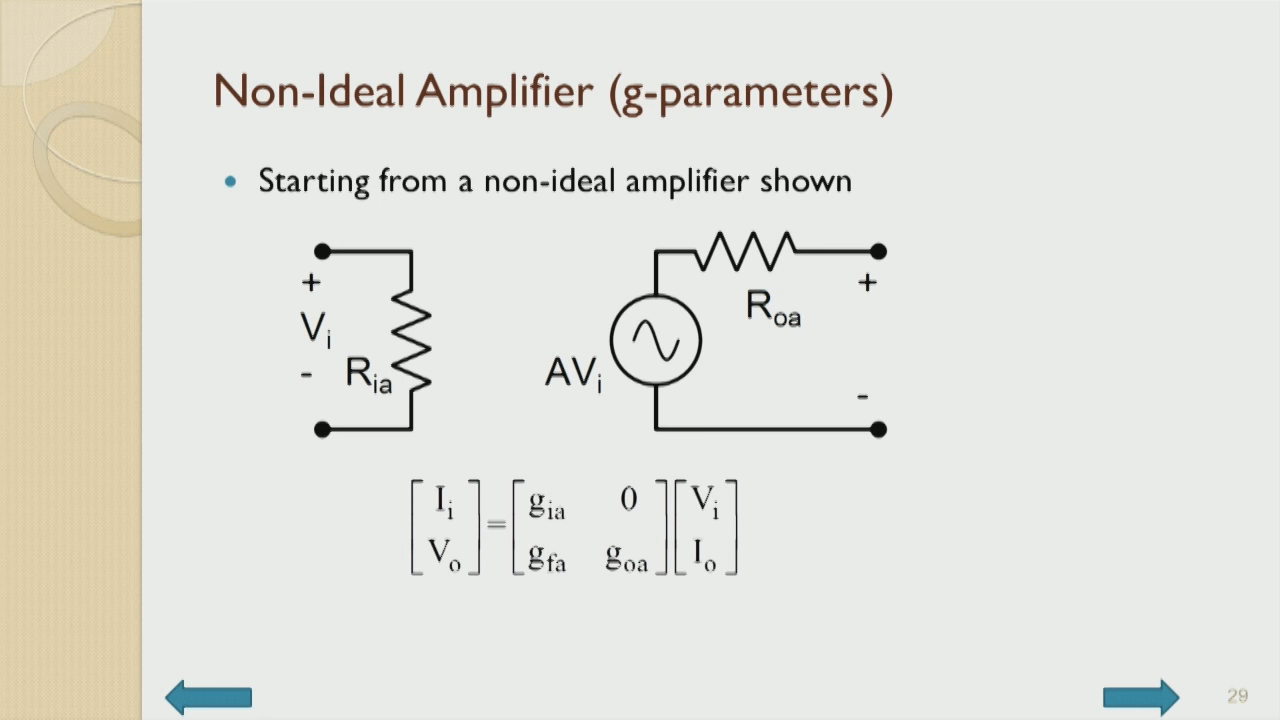 Non-Ideal Amplifier (g-parameters)
• Starting from a non-ideal amplifier shown
+ Vi - Ria
AVi
Roa
+
-
[Ii Vo] = [gia 0 gfa goa] [Vi Io]
29